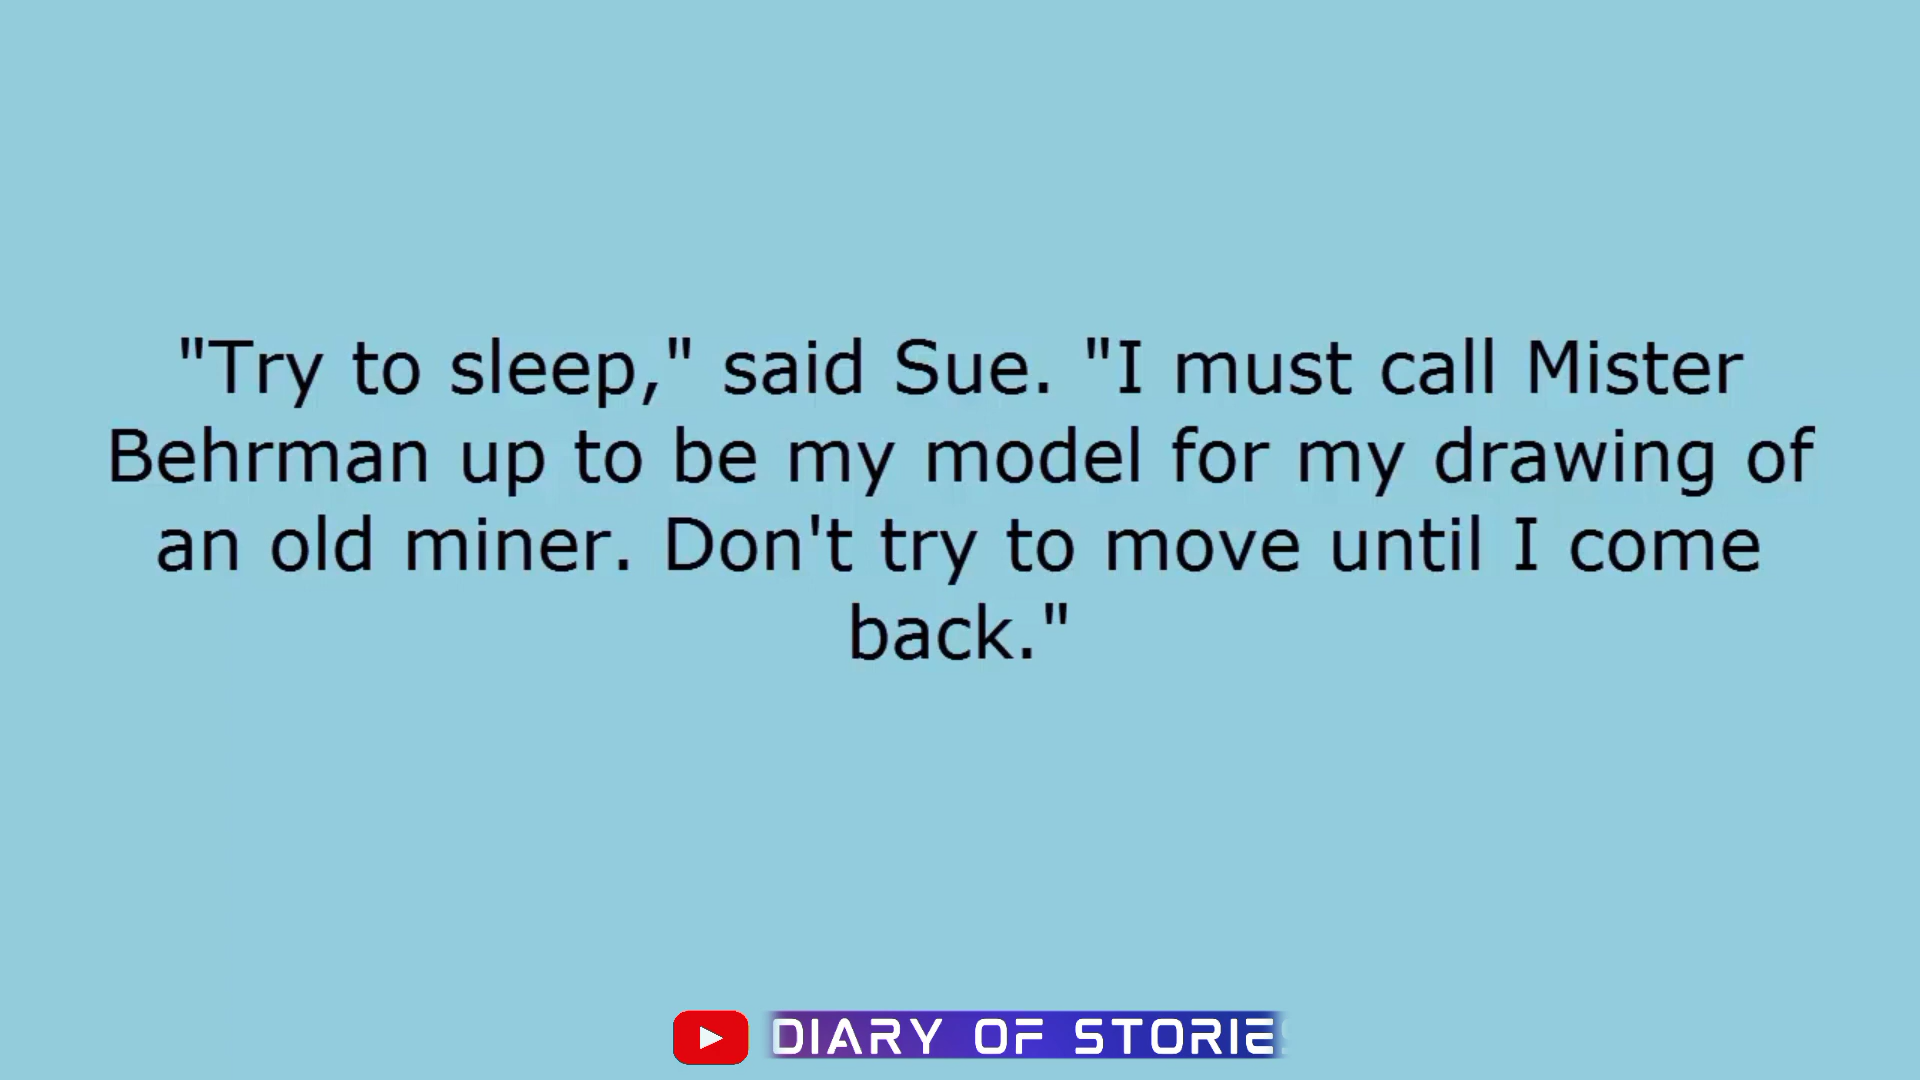 "Try to sleep," said Sue. "I must call Mister
Behrman up to be my model for my drawing of
an old miner. Don't try to move until I come
back."
DIARY OF STORIES